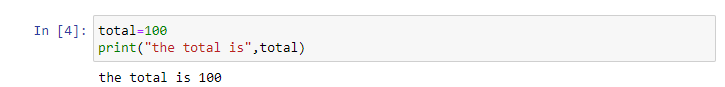 In [4]: total=100
print("the total is",total)
the total is 100